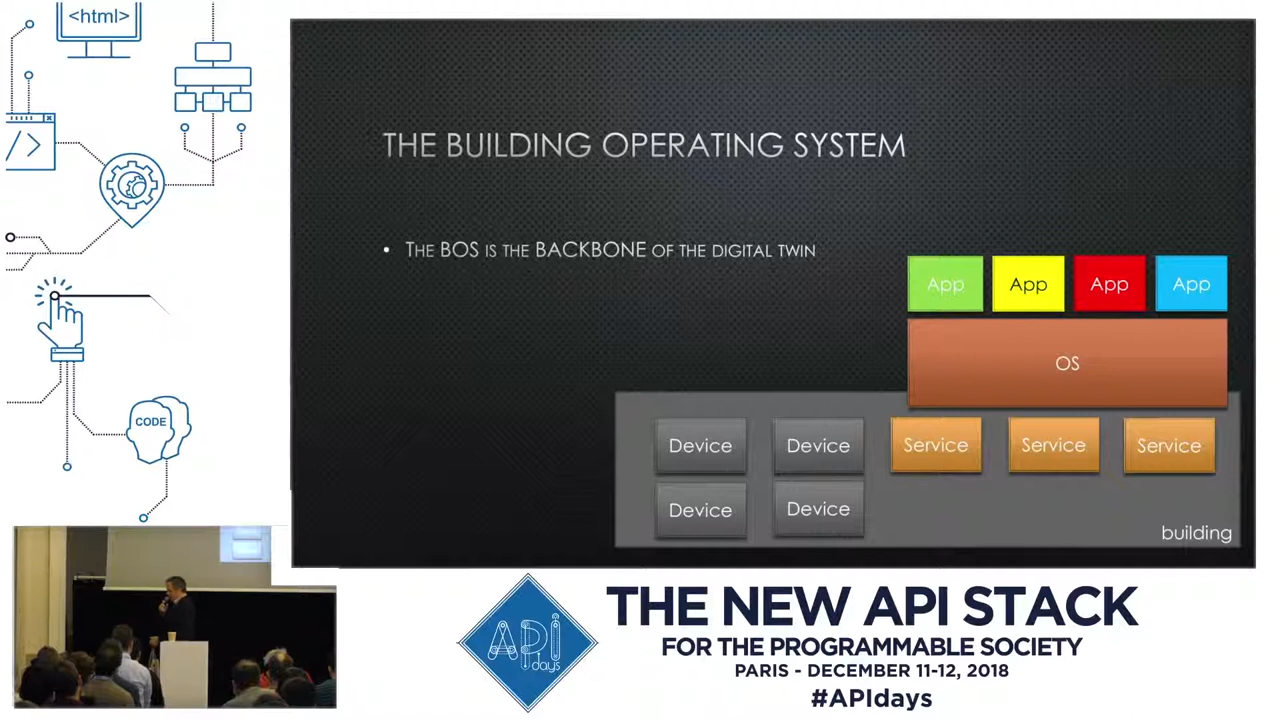 <html>
</>
CODE
THE BUILDING OPERATING SYSTEM
• THE BOS IS THE BACKBONE OF THE DIGITAL TWIN
App
App
App
App
OS
Device
Device
Service
Service
Service
Device
Device
building
API
days
THE NEW API STACK
FOR THE PROGRAMMABLE SOCIETY
PARIS - DECEMBER 11-12, 2018
#APIdays